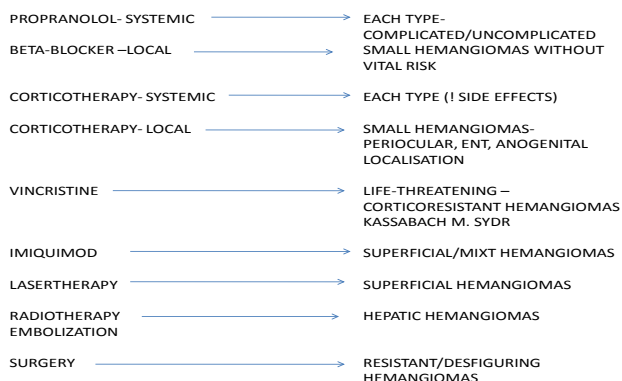 PROPRANOLOL- SYSTEMIC
EACH TYPE-
COMPLICATED/UNCOMPLICATED
BETA-BLOCKER –LOCAL
SMALL HEMANGIOMAS WITHOUT
VITAL RISK
CORTICOTHERAPY- SYSTEMIC
EACH TYPE (! SIDE EFFECTS)
CORTICOTHERAPY- LOCAL
SMALL HEMANGIOMAS-
PERIOCULAR, ENT, ANOGENITAL
LOCALISATION
VINCRISTINE
LIFE-THREATENING –
CORTICORESISTANT HEMANGIOMAS
KASSABACH M. SYDR
IMIQUIMOD
SUPERFICIAL/MIXT HEMANGIOMAS
LASERTHERAPY
SUPERFICIAL HEMANGIOMAS
RADIOTHERAPY
EMBOLIZATION
HEPATIC HEMANGIOMAS
SURGERY
RESISTANT/DESFIGURING
HEMANGIOMAS